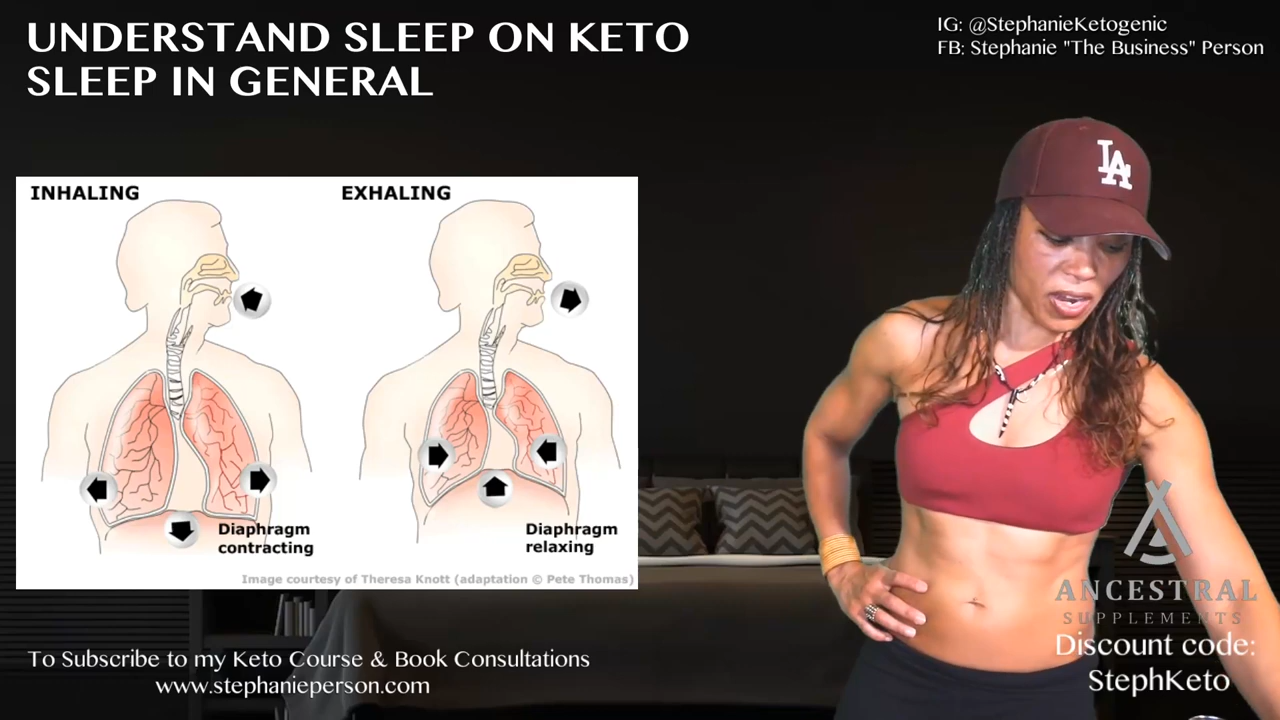 UNDERSTAND SLEEP ON KETO
SLEEP IN GENERAL
IG: @StephanieKetogenic
FB: Stephanie "The Business" Person
INHALING
EXHALING
Diaphragm
contracting
Diaphragm
relaxing
Image courtesy of Theresa Knott (adaptation © Pete Thomas)
LA
ANCESTRAL
SUPPLEMENTS
Discount code:
StephKeto
To Subscribe to my Keto Course & Book Consultations
www.stephanieperson.com